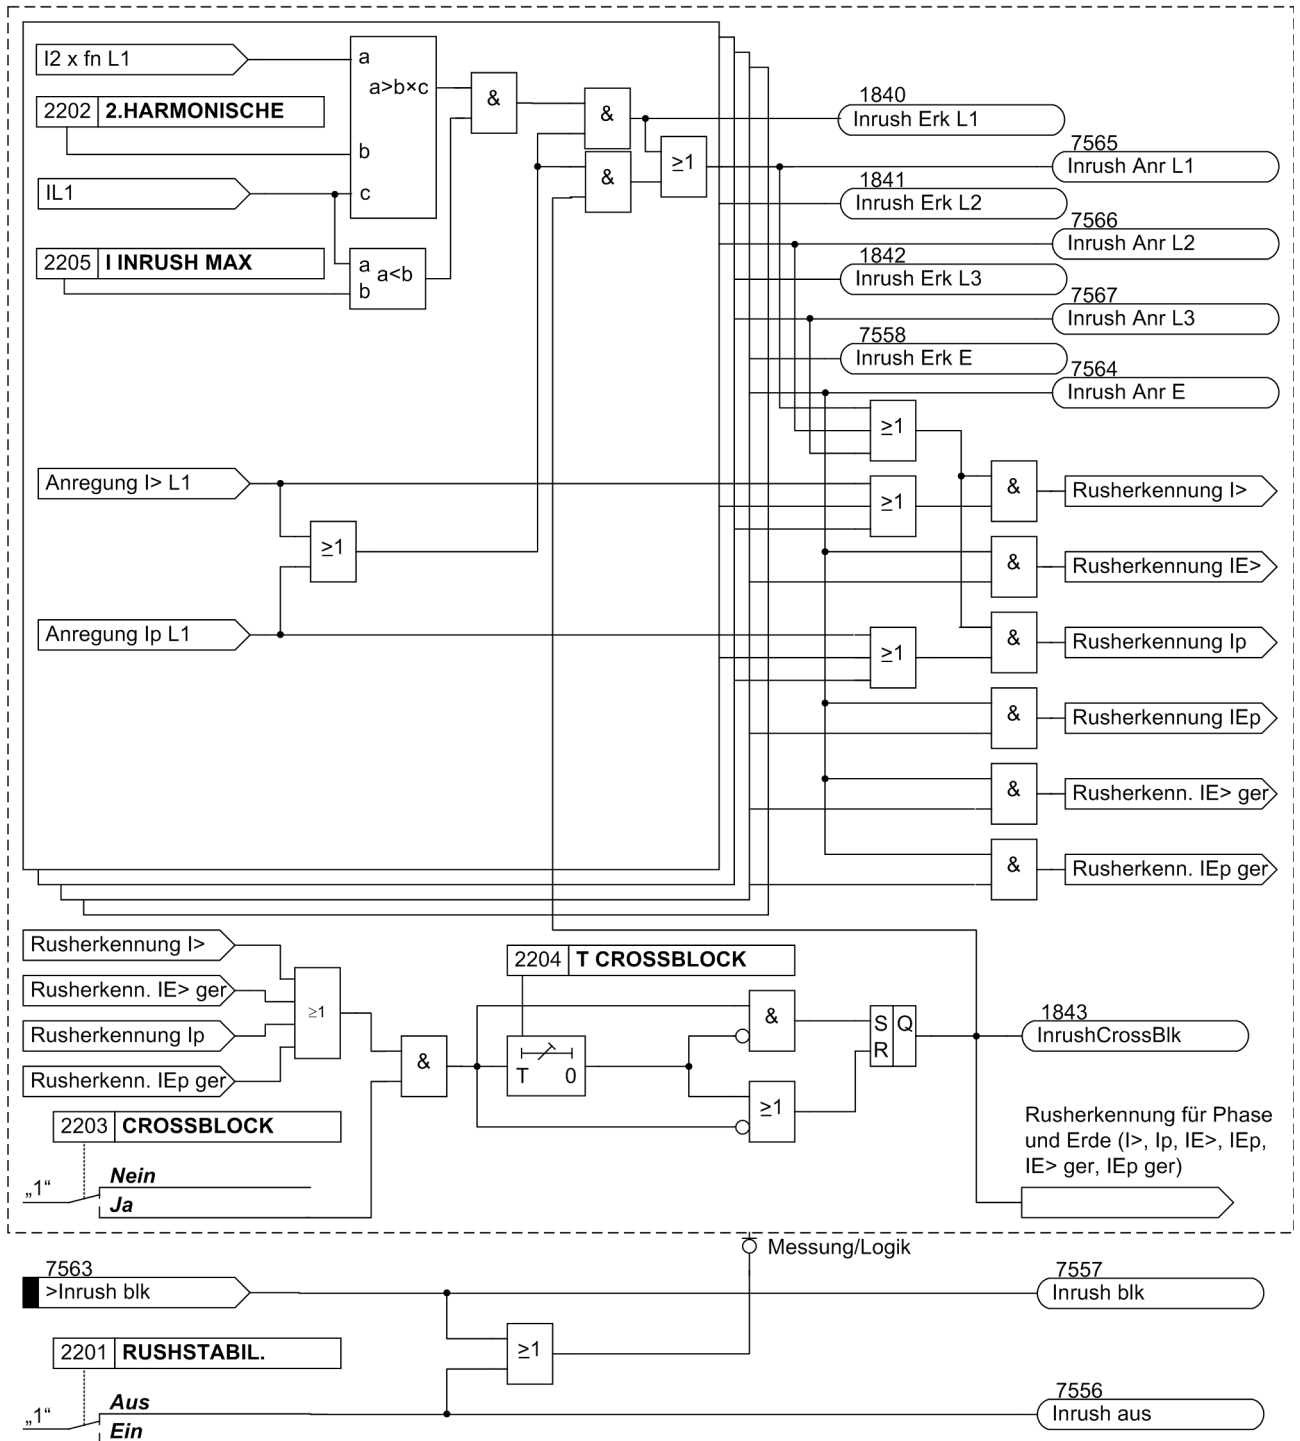 I2 x fn L1
a
a>b×c
2202 2.HARMONISCHE
b
IL1
c
2205 I INRUSH MAX
a
b
a<b
&
&
&
≥1
1840
Inrush Erk L1
7565
Inrush Anr L1
1841
Inrush Erk L2
7566
Inrush Anr L2
1842
Inrush Erk L3
7567
Inrush Anr L3
7558
Inrush Erk E
7564
Inrush Anr E
≥1
Anregung I> L1
≥1
&
Rusherkennung I>
≥1
&
Rusherkennung IE>
Anregung Ip L1
≥1
&
Rusherkennung Ip
&
Rusherkennung IEp
&
Rusherkenn. IE> ger
&
Rusherkenn. IEp ger
Rusherkennung I>
Rusherkenn. IE> ger
Rusherkennung Ip
Rusherkenn. IEp ger
≥1
&
2204 T CROSSBLOCK
T 0
&
≥1
S Q
R
1843
InrushCrossBlk
2203 CROSSBLOCK
Nein
„1“
Ja
Rusherkennung für Phase
und Erde (I>, Ip, IE>, IEp,
IE> ger, IEp ger)
Messung/Logik
7563
>Inrush blk
7557
Inrush blk
2201 RUSHSTABIL.
≥1
Aus
„1“
Ein
7556
Inrush aus